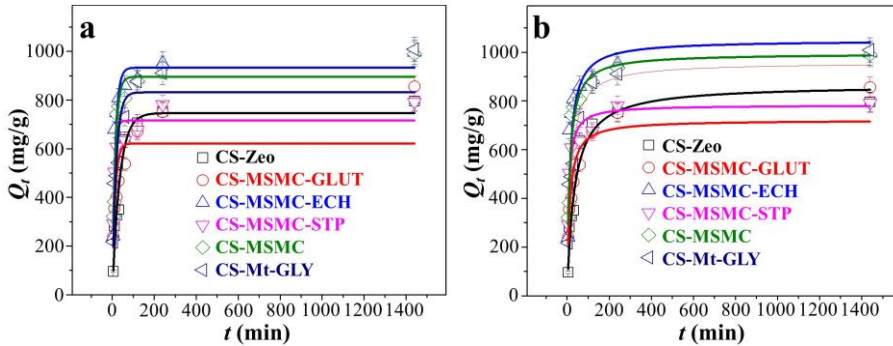 a
1000
800
600
400
200
0
Qt (mg/g)
CS-Zeo
CS-MSMC-GLUT
CS-MSMC-ECH
CS-MSMC-STP
CS-MSMC
CS-Mt-GLY
0 200 400 600 800 1000 1200 1400
t (min)
b
1000
800
600
400
200
0
Qt (mg/g)
CS-Zeo
CS-MSMC-GLUT
CS-MSMC-ECH
CS-MSMC-STP
CS-MSMC
CS-Mt-GLY
0 200 400 600 800 1000 1200 1400
t (min)